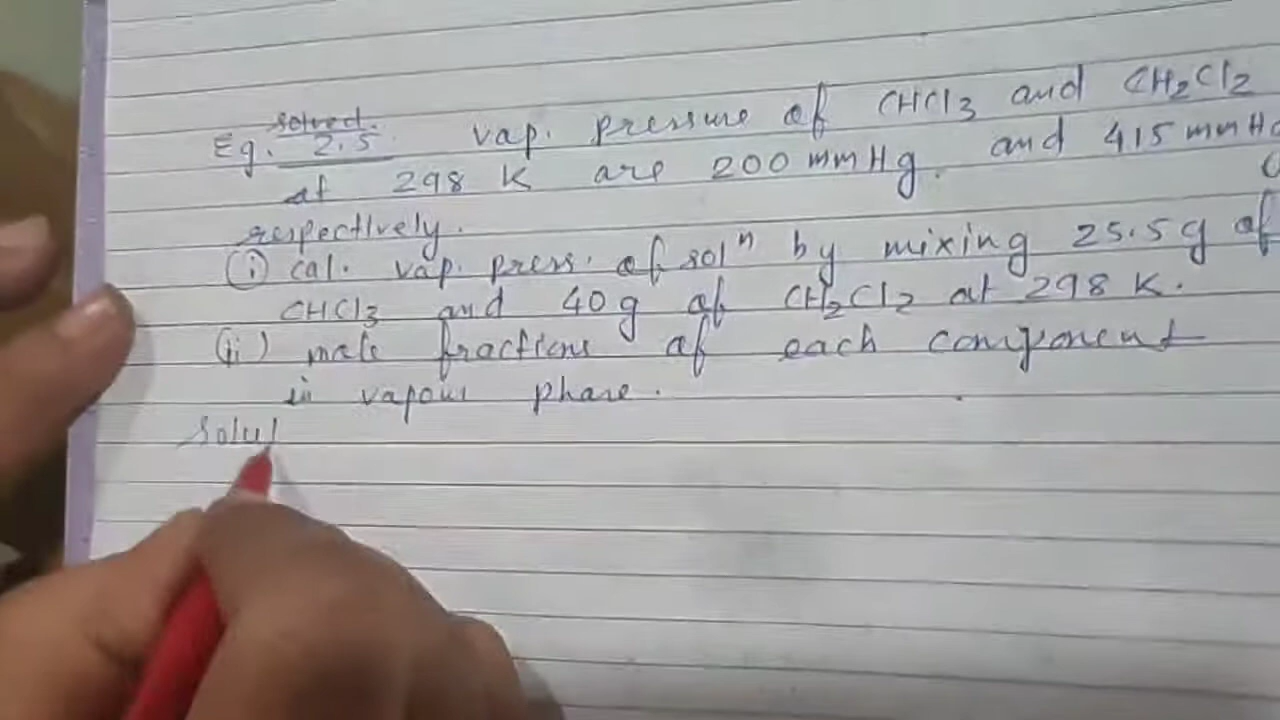 solved.
Eg. 2.5 vap. pressure of CHCl3 and CH2Cl2
at 298 K are 200 mmHg. and 415 mmHg
respectively.
(i) cal. vap. press. of solⁿ by mixing 25.5g of
CHCl3 and 40g of CH2Cl2 at 298 K.
(ii) mole fractions of each component
in vapour phase.
Solut